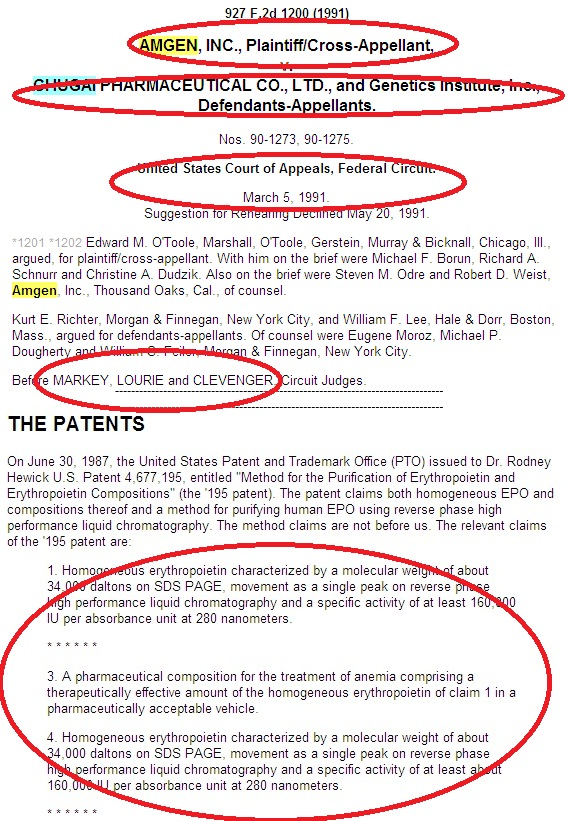 927 F.2d 1200 (1991)
AMGEN, INC., Plaintiff/Cross-Appellant,
v.
CHUGAI PHARMACEUTICAL CO., LTD., and Genetics Institute, Inc.,
Defendants-Appellants.
Nos. 90-1273, 90-1275.
United States Court of Appeals, Federal Circuit.
March 5, 1991.
Suggestion for Rehearing Declined May 20, 1991.
*1201 *1202 Edward M. O'Toole, Marshall, O'Toole, Gerstein, Murray & Bicknall, Chicago, Ill.,
argued, for plaintiff/cross-appellant. With him on the brief were Michael F. Borun, Richard A.
Schnurr and Christine A. Dudzik. Also on the brief were Steven M. Odre and Robert D. Weist,
Amgen, Inc., Thousand Oaks, Cal., of counsel.
Kurt E. Richter, Morgan & Finnegan, New York City, and William F. Lee, Hale & Dorr, Boston,
Mass., argued for defendants-appellants. Of counsel were Eugene Moroz, Michael P.
Dougherty and William S. Feiler, Morgan & Finnegan, New York City.
Before MARKEY, LOURIE and CLEVENGER, Circuit Judges.
THE PATENTS
On June 30, 1987, the United States Patent and Trademark Office (PTO) issued to Dr. Rodney
Hewick U.S. Patent 4,677,195, entitled "Method for the Purification of Erythropoietin and
Erythropoietin Compositions" (the '195 patent). The patent claims both homogeneous EPO and
compositions thereof and a method for purifying human EPO using reverse phase high
performance liquid chromatography. The method claims are not before us. The relevant claims
of the '195 patent are:
1. Homogeneous erythropoietin characterized by a molecular weight of about
34,000 daltons on SDS PAGE, movement as a single peak on reverse phase
high performance liquid chromatography and a specific activity of at least 160,000
IU per absorbance unit at 280 nanometers.
* * * * * *
3. A pharmaceutical composition for the treatment of anemia comprising a
therapeutically effective amount of the homogeneous erythropoietin of claim 1 in a
pharmaceutically acceptable vehicle.
4. Homogeneous erythropoietin characterized by a molecular weight of about
34,000 daltons on SDS PAGE, movement as a single peak on reverse phase
high performance liquid chromatography and a specific activity of at least about
160,000 IU per absorbance unit at 280 nanometers.
* * * * * *